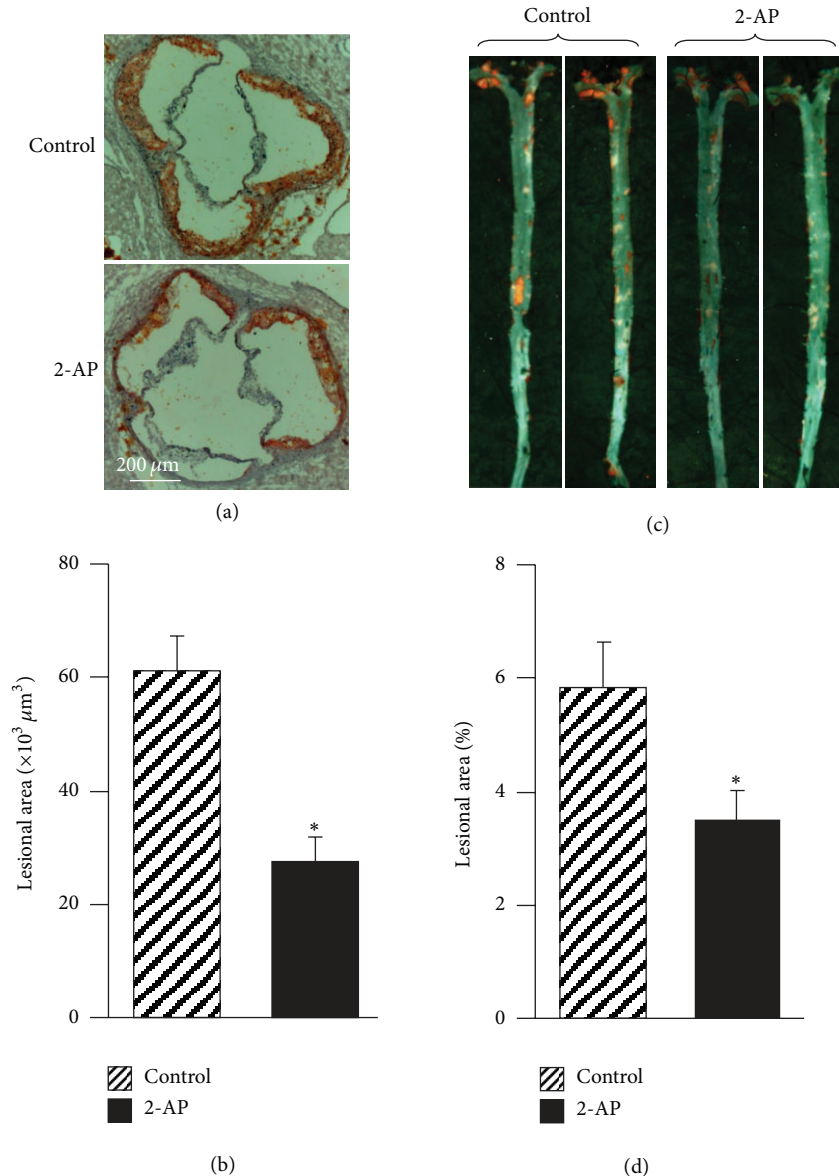 Control
2-AP
200 μm
(a)
Control 2-AP
(c)
80
60
40
20
0
Lesional area (×10³ μm³)
*
Control
2-AP
(b)
8
6
4
2
0
Lesional area (%)
*
Control
2-AP
(d)